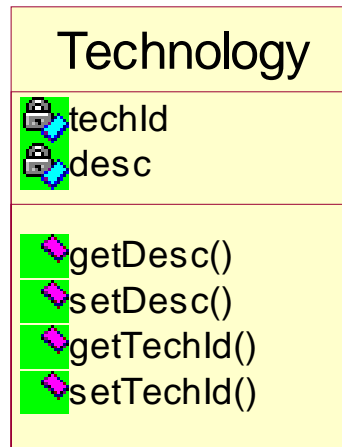 Technology
techId
desc
getDesc()
setDesc()
getTechId()
setTechId()